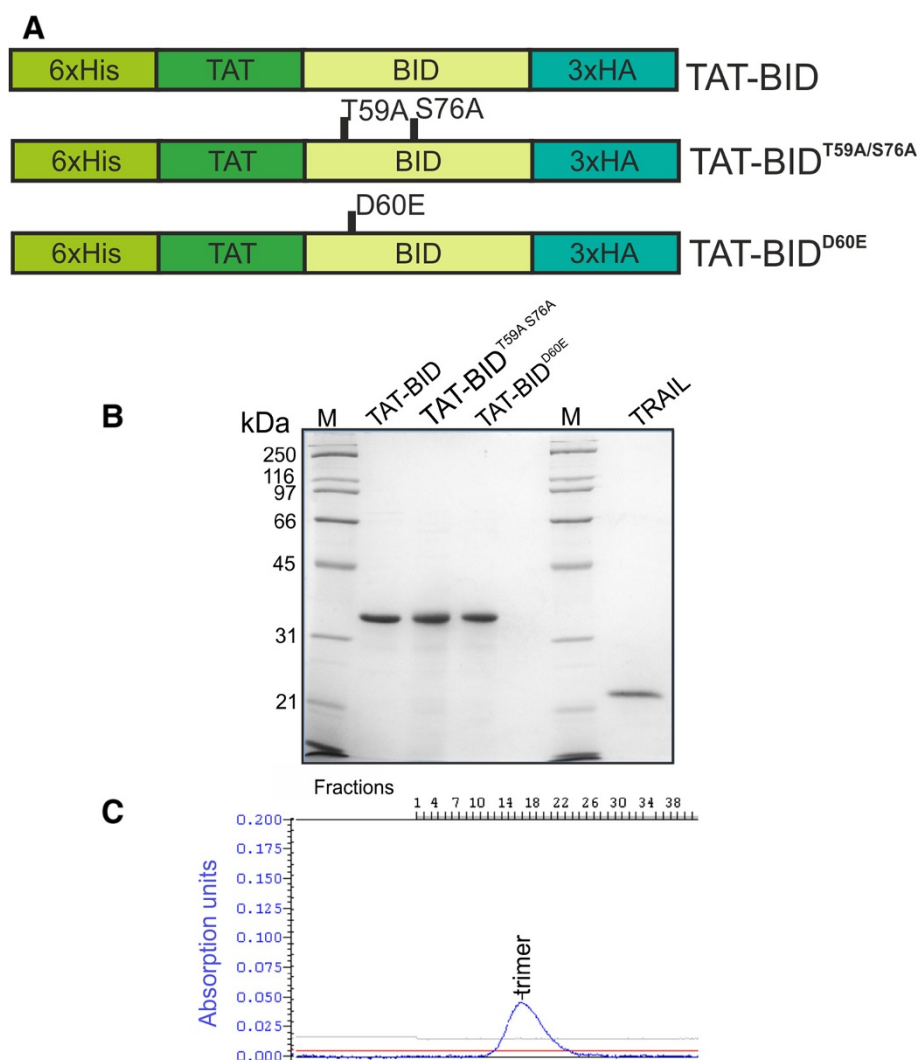 A
6xHis TAT BID 3xHA TAT-BID
T59A S76A
6xHis TAT BID 3xHA TAT-BID^T59A/S76A
D60E
6xHis TAT BID 3xHA TAT-BID^D60E
B
kDa M TAT-BID TAT-BID^T59A S76A TAT-BID^D60E M TRAIL
250
116
97
66
45
31
21
Fractions
C
1 4 7 10 14 18 22 26 30 34 38
Absorption units
0.200
0.175
0.150
0.125
0.100
0.075
0.050
0.025
0.000
trimer